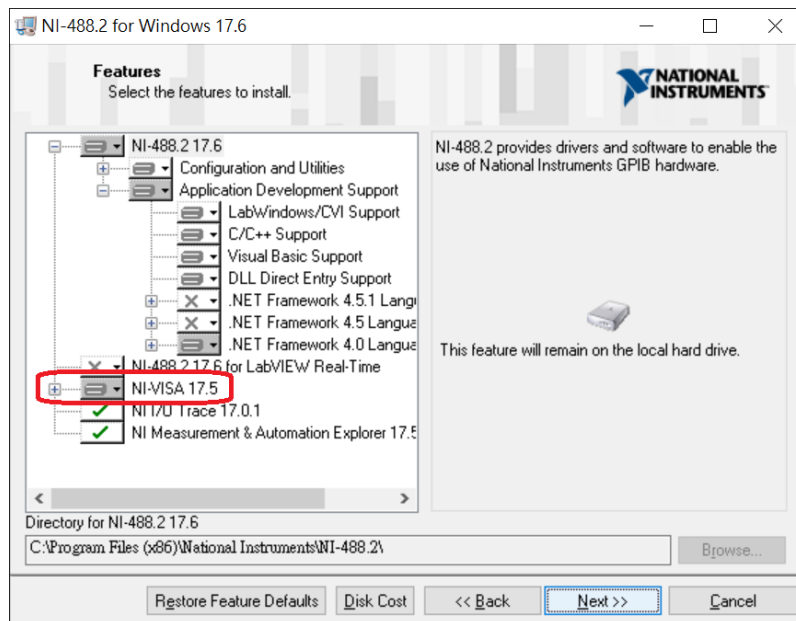 NI-488.2 for Windows 17.6
Features
Select the features to install.
NATIONAL
INSTRUMENTS
NI-488.2 17.6
Configuration and Utilities
Application Development Support
LabWindows/CVI Support
C/C++ Support
Visual Basic Support
DLL Direct Entry Support
.NET Framework 4.5.1 Langu
.NET Framework 4.5 Langua
.NET Framework 4.0 Langua
NI-488.2 17.6 for LabVIEW Real-Time
NI-VISA 17.5
NI I/O Trace 17.0.1
NI Measurement & Automation Explorer 17.5
NI-488.2 provides drivers and software to enable the
use of National Instruments GPIB hardware.
This feature will remain on the local hard drive.
Directory for NI-488.2 17.6
C:\Program Files (x86)\National Instruments\NI-488.2\
Browse...
Restore Feature Defaults
Disk Cost
<< Back
Next >>
Cancel